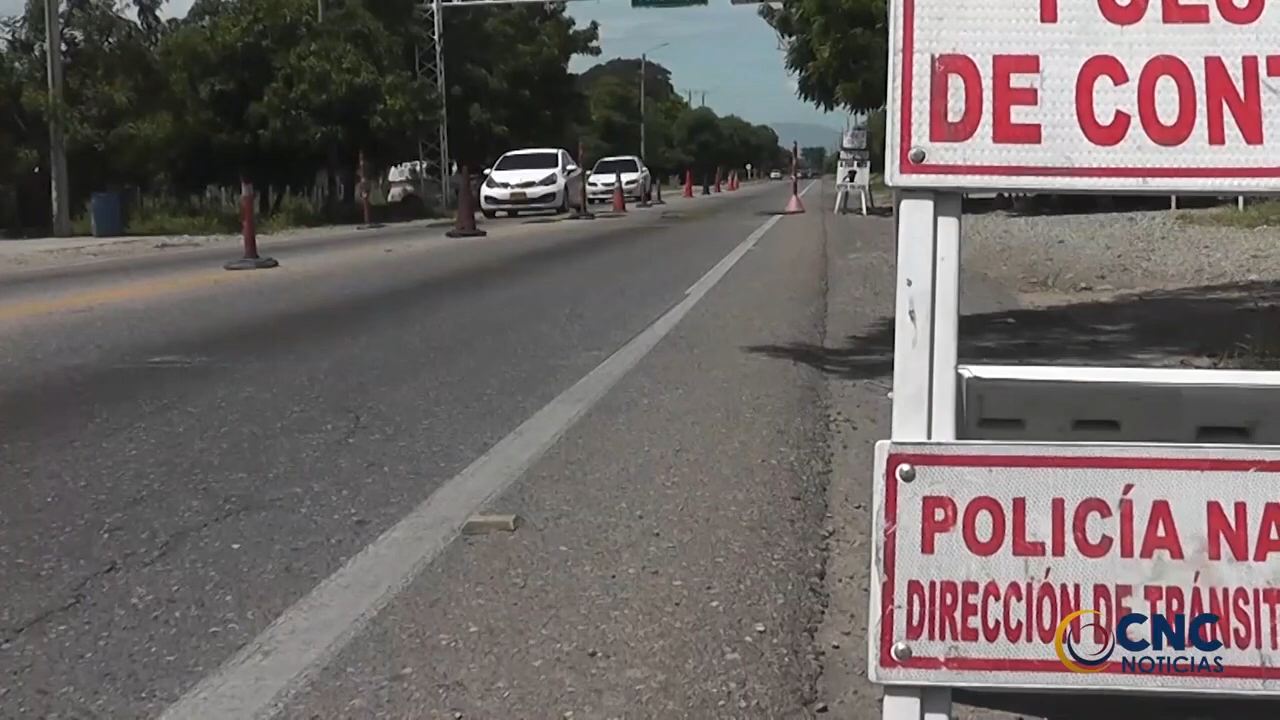 DE CONT
POLICÍA NA
DIRECCIÓN DE TRÁNSIT
CNC
NOTICIAS